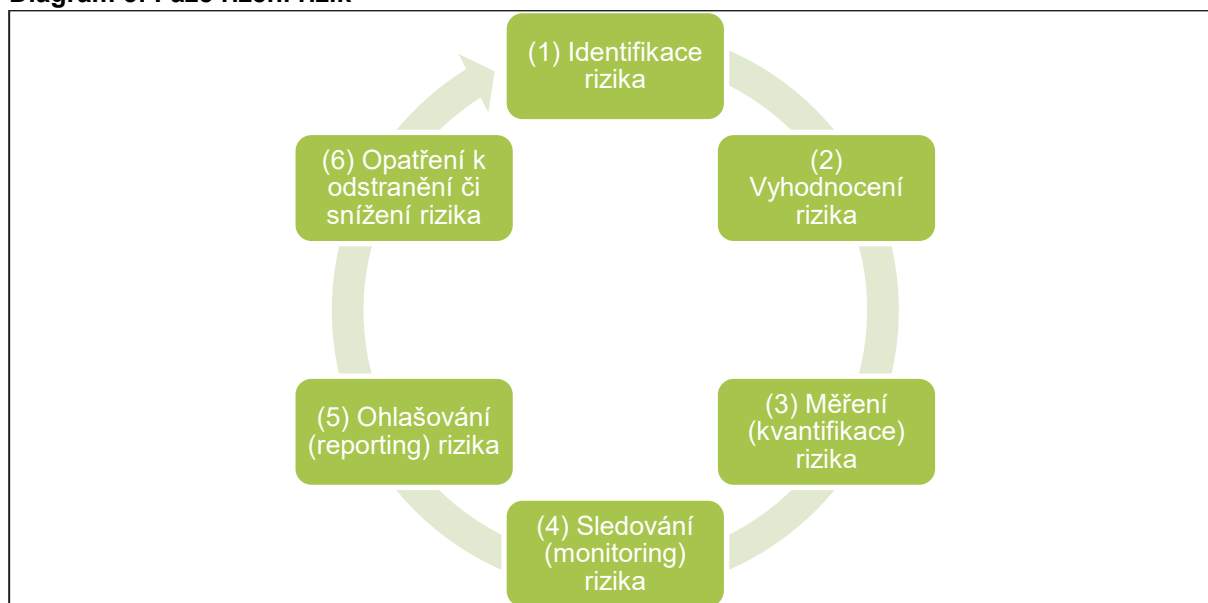 (1) Identifikace
rizika
(2)
Vyhodnocení
rizika
(3) Měření
(kvantifikace)
rizika
(4) Sledování
(monitoring)
rizika
(5) Ohlašování
(reporting) rizika
(6) Opatření k
odstranění či
snížení rizika